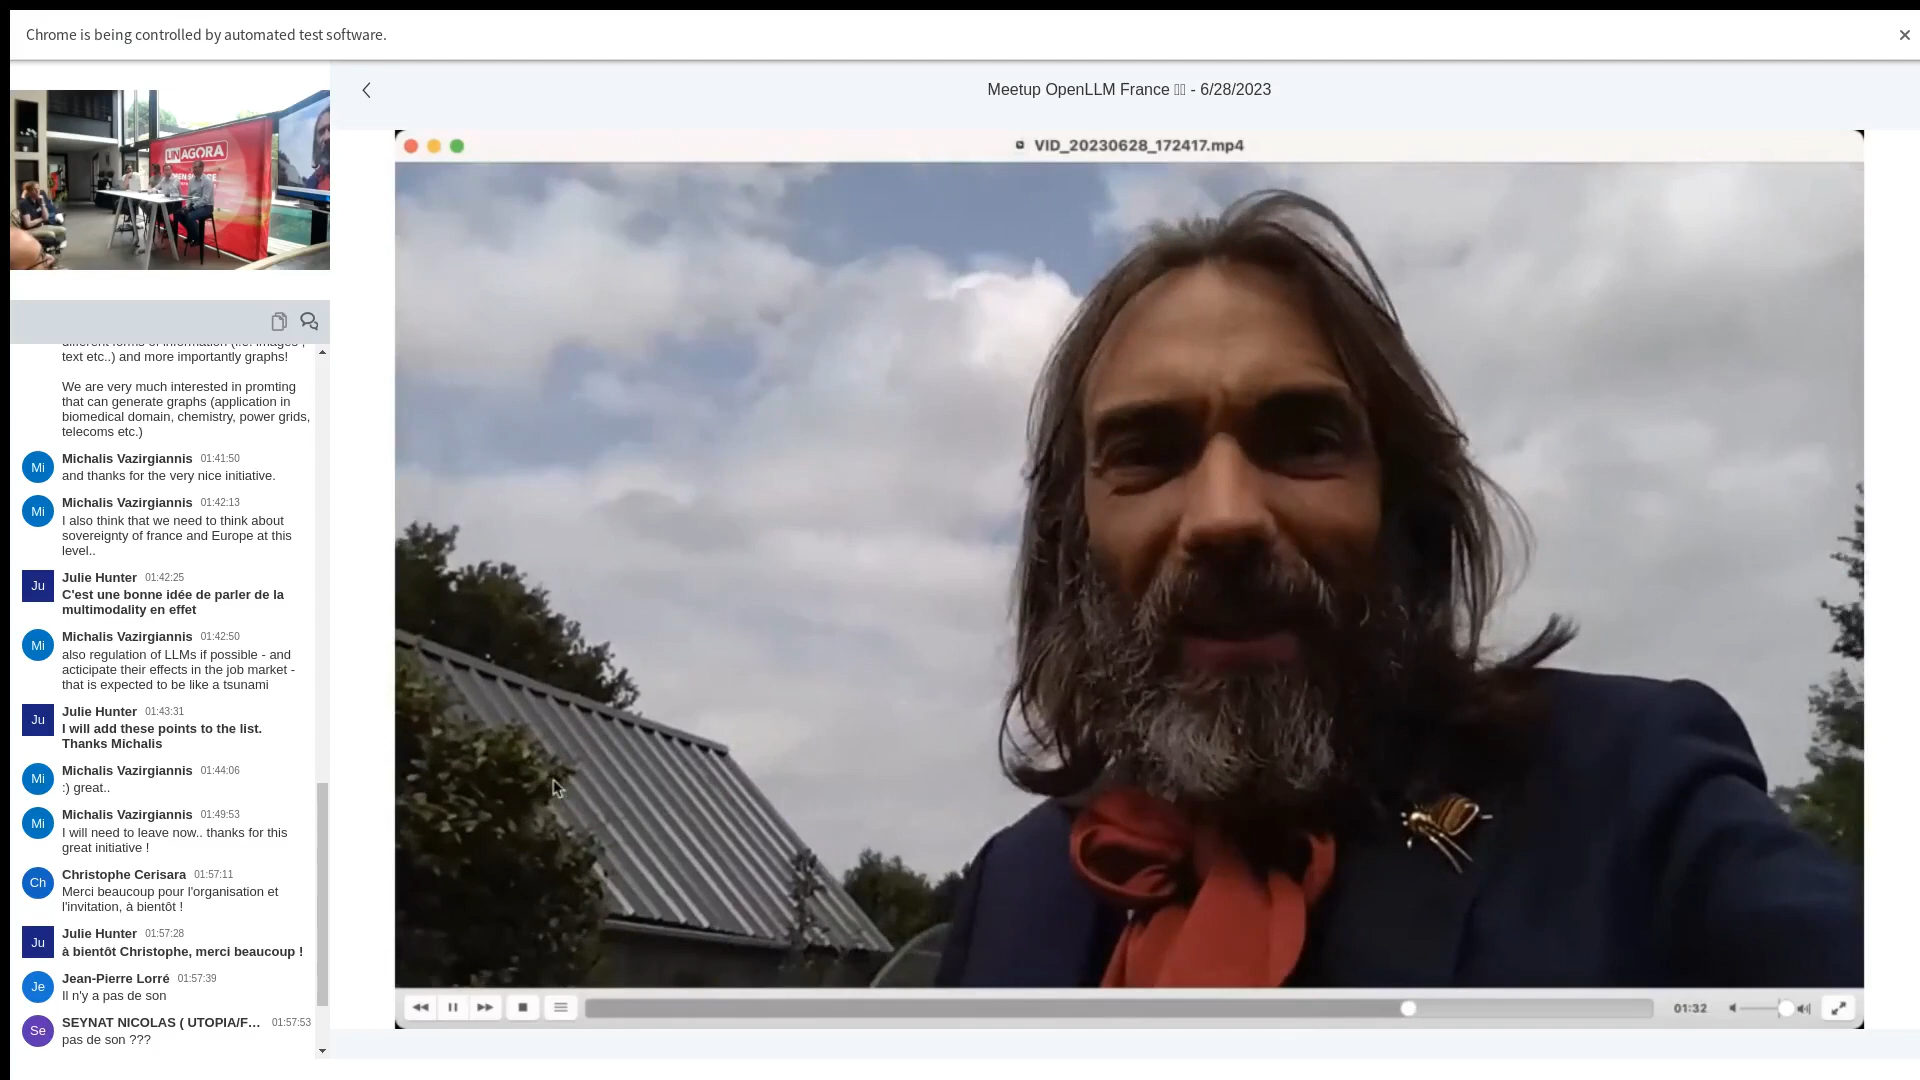 Chrome is being controlled by automated test software.
Meetup OpenLLM France - 6/28/2023
VID_20230628_172417.mp4
LINAGORA
text etc..) and more importantly graphs!
We are very much interested in promting
that can generate graphs (application in
biomedical domain, chemistry, power grids,
telecoms etc.)
Mi Michalis Vazirgiannis 01:41:50
and thanks for the very nice initiative.
Mi Michalis Vazirgiannis 01:42:13
I also think that we need to think about
sovereignty of france and Europe at this
level..
Ju Julie Hunter 01:42:25
C'est une bonne idée de parler de la
multimodality en effet
Mi Michalis Vazirgiannis 01:42:50
also regulation of LLMs if possible - and
acticipate their effects in the job market -
that is expected to be like a tsunami
Ju Julie Hunter 01:43:31
I will add these points to the list.
Thanks Michalis
Mi Michalis Vazirgiannis 01:44:06
:) great..
Mi Michalis Vazirgiannis 01:49:53
I will need to leave now.. thanks for this
great initiative !
Ch Christophe Cerisara 01:57:11
Merci beaucoup pour l'organisation et
l'invitation, à bientôt !
Ju Julie Hunter 01:57:28
à bientôt Christophe, merci beaucoup !
Je Jean-Pierre Lorré 01:57:39
Il n'y a pas de son
Se SEYNAT NICOLAS ( UTOPIA/F... 01:57:53
pas de son ???
01:32